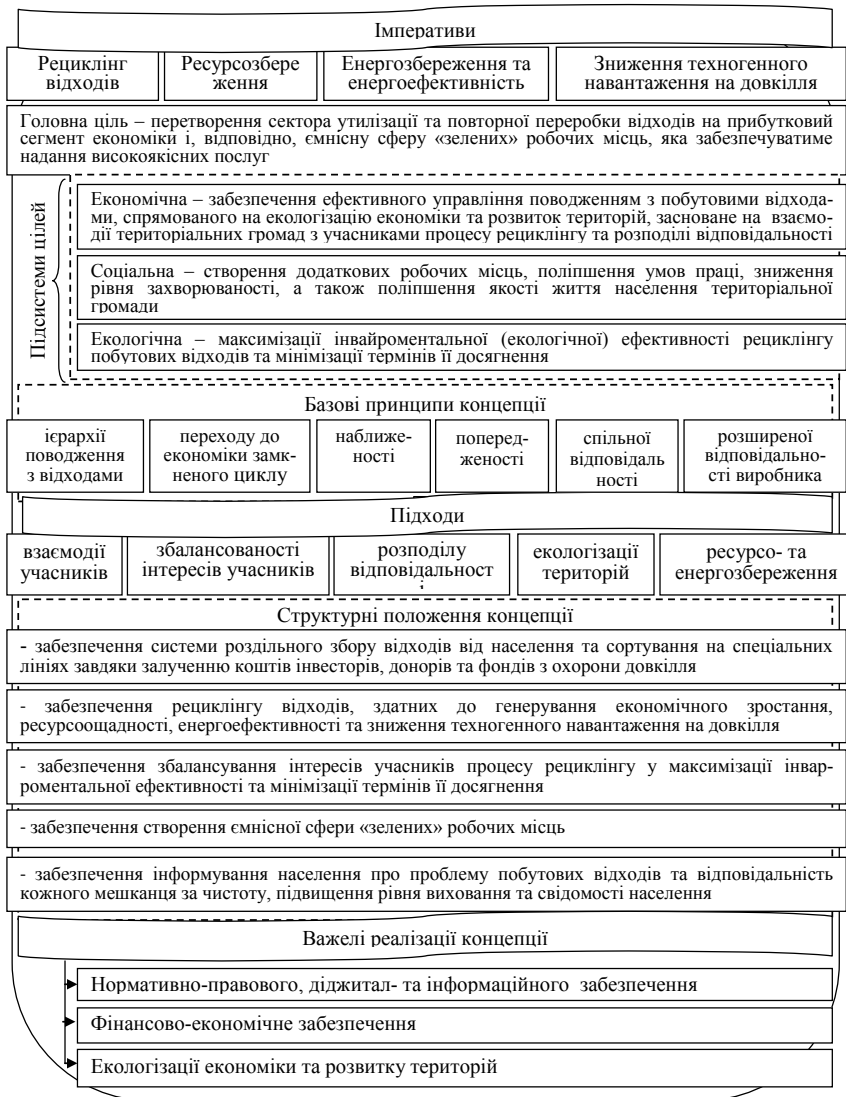 Імперативи
Рециклінг
відходів
Ресурсозбере
ження
Енергозбереження та
енергоефективність
Зниження техногенного
навантаження на довкілля
Головна ціль – перетворення сектора утилізації та повторної переробки відходів на прибутковий
сегмент економіки і, відповідно, ємнісну сферу «зелених» робочих місць, яка забезпечуватиме
надання високоякісних послуг
Підсистеми цілей
Економічна – забезпечення ефективного управління поводженням з побутовими відхода-
ми, спрямованого на екологізацію економіки та розвиток територій, засноване на взаємо-
дії територіальних громад з учасниками процесу рециклінгу та розподілі відповідальності
Соціальна – створення додаткових робочих місць, поліпшення умов праці, зниження
рівня захворюваності, а також поліпшення якості життя населення територіальної
громади
Екологічна – максимізації інвайроментальної (екологічної) ефективності рециклінгу
побутових відходів та мінімізації термінів її досягнення
Базові принципи концепції
ієрархії
поводження
з відходами
переходу до
економіки замк-
неного циклу
наближе-
ності
поперед-
женості
спільної
відповідаль
ності
розширеної
відповідально-
сті виробника
Підходи
взаємодії
учасників
збалансованості
інтересів учасників
розподілу
відповідальност
екологізації
територій
ресурсо- та
енергозбереження
Структурні положення концепції
- забезпечення системи роздільного збору відходів від населення та сортування на спеціальних
лініях завдяки залученню коштів інвесторів, донорів та фондів з охорони довкілля
- забезпечення рециклінгу відходів, здатних до генерування економічного зростання,
ресурсоощадності, енергоефективності та зниження техногенного навантаження на довкілля
- забезпечення збалансування інтересів учасників процесу рециклінгу у максимізації інвар-
роментальної ефективності та мінімізації термінів її досягнення
- забезпечення створення ємнісної сфери «зелених» робочих місць
- забезпечення інформування населення про проблему побутових відходів та відповідальність
кожного мешканця за чистоту, підвищення рівня виховання та свідомості населення
Важелі реалізації концепції
Нормативно-правового, діджитал- та інформаційного забезпечення
Фінансово-економічне забезпечення
Екологізації економіки та розвитку територій